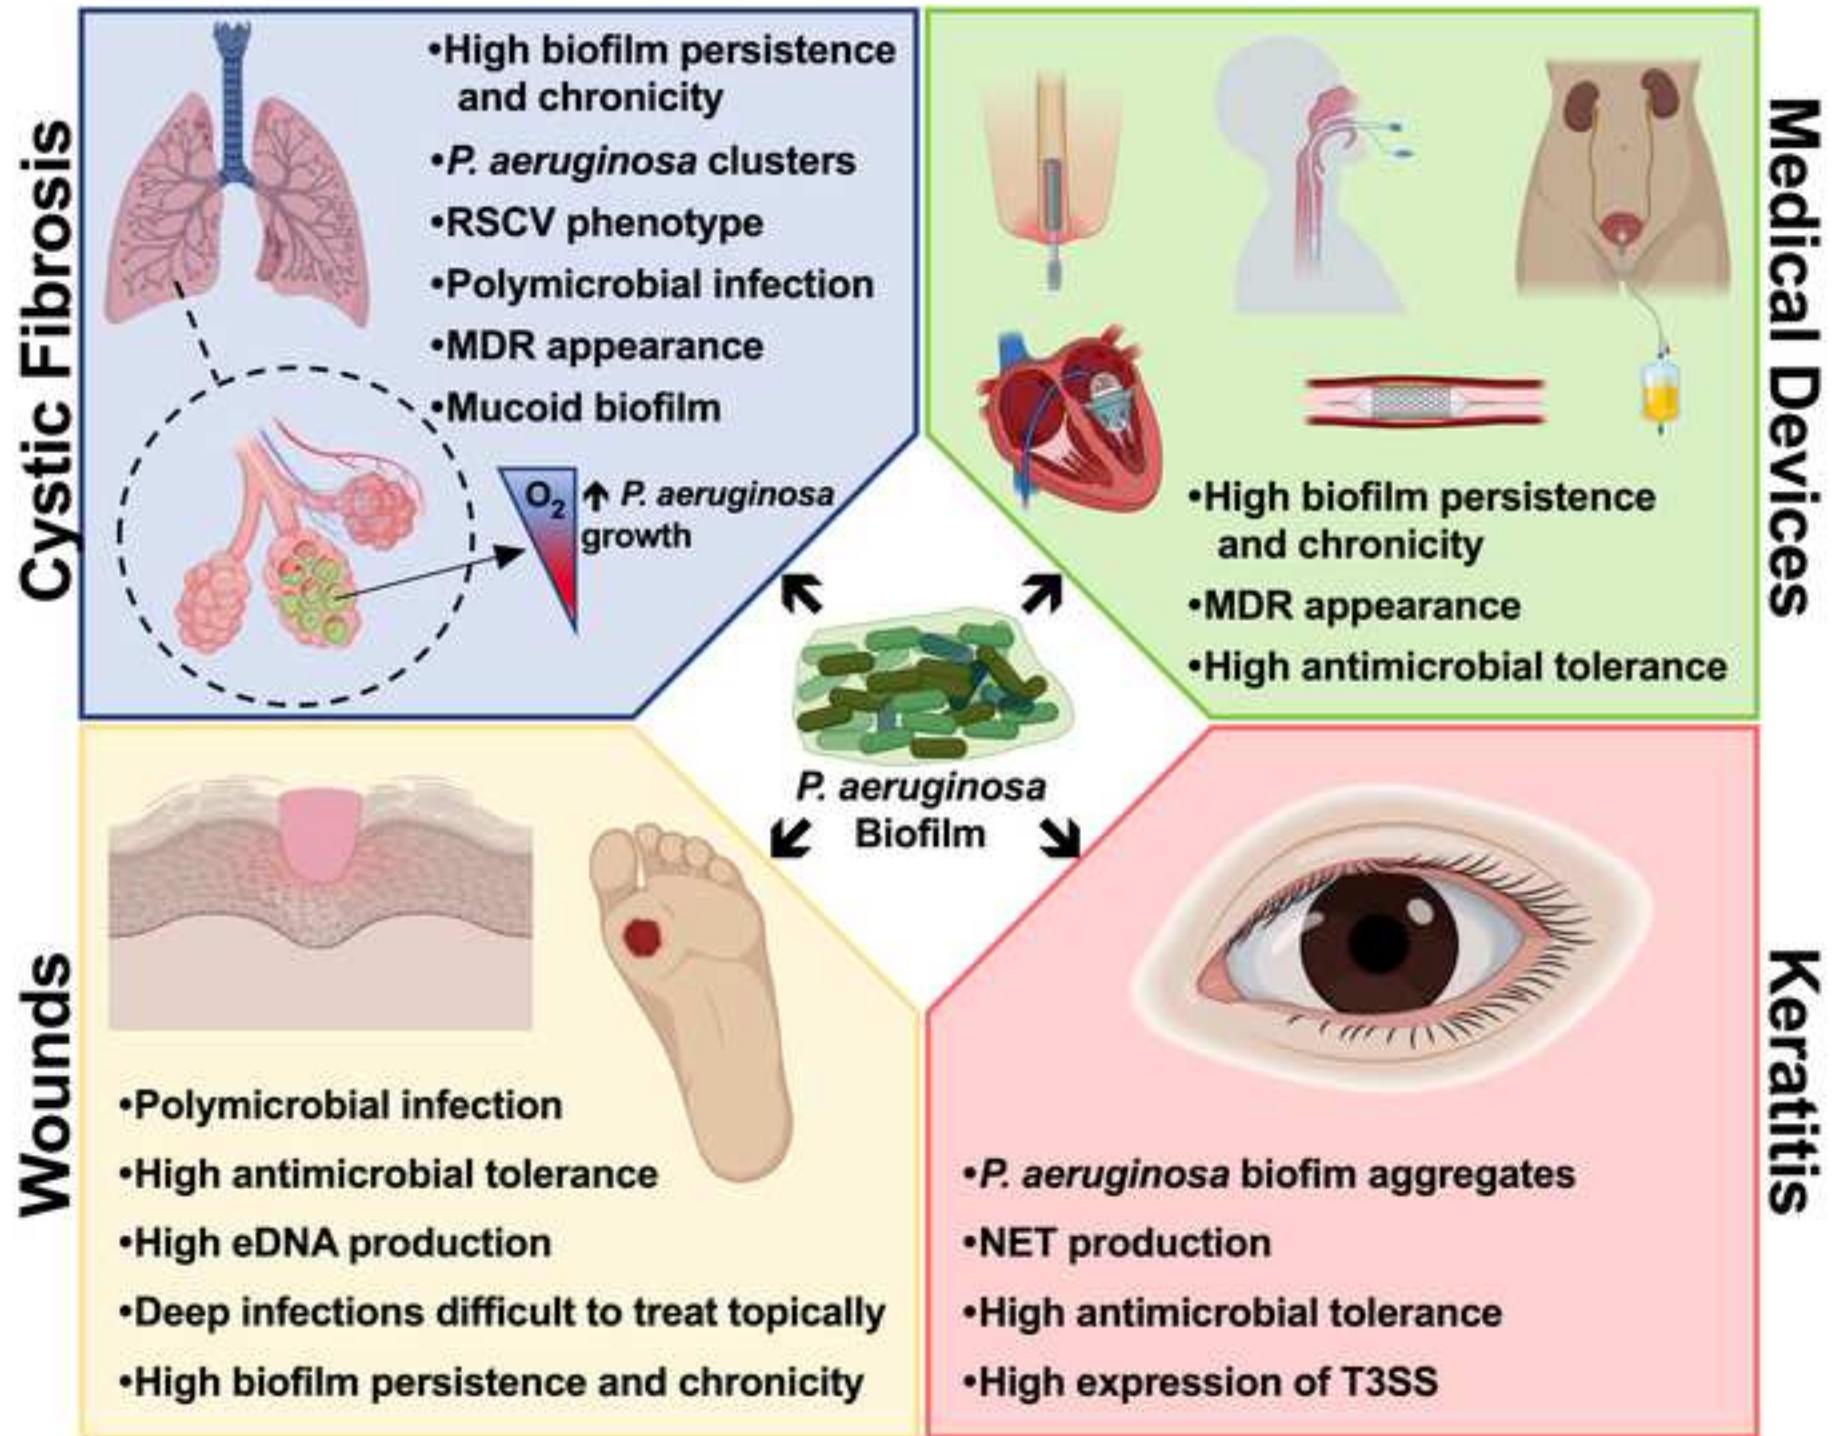 Cystic Fibrosis
•High biofilm persistence
and chronicity
•P. aeruginosa clusters
•RSCV phenotype
•Polymicrobial infection
•MDR appearance
•Mucoid biofilm
O2
↑ P. aeruginosa
growth
Medical Devices
•High biofilm persistence
and chronicity
•MDR appearance
•High antimicrobial tolerance
P. aeruginosa
Biofilm
Wounds
•Polymicrobial infection
•High antimicrobial tolerance
•High eDNA production
•Deep infections difficult to treat topically
•High biofilm persistence and chronicity
Keratitis
•P. aeruginosa biofim aggregates
•NET production
•High antimicrobial tolerance
•High expression of T3SS